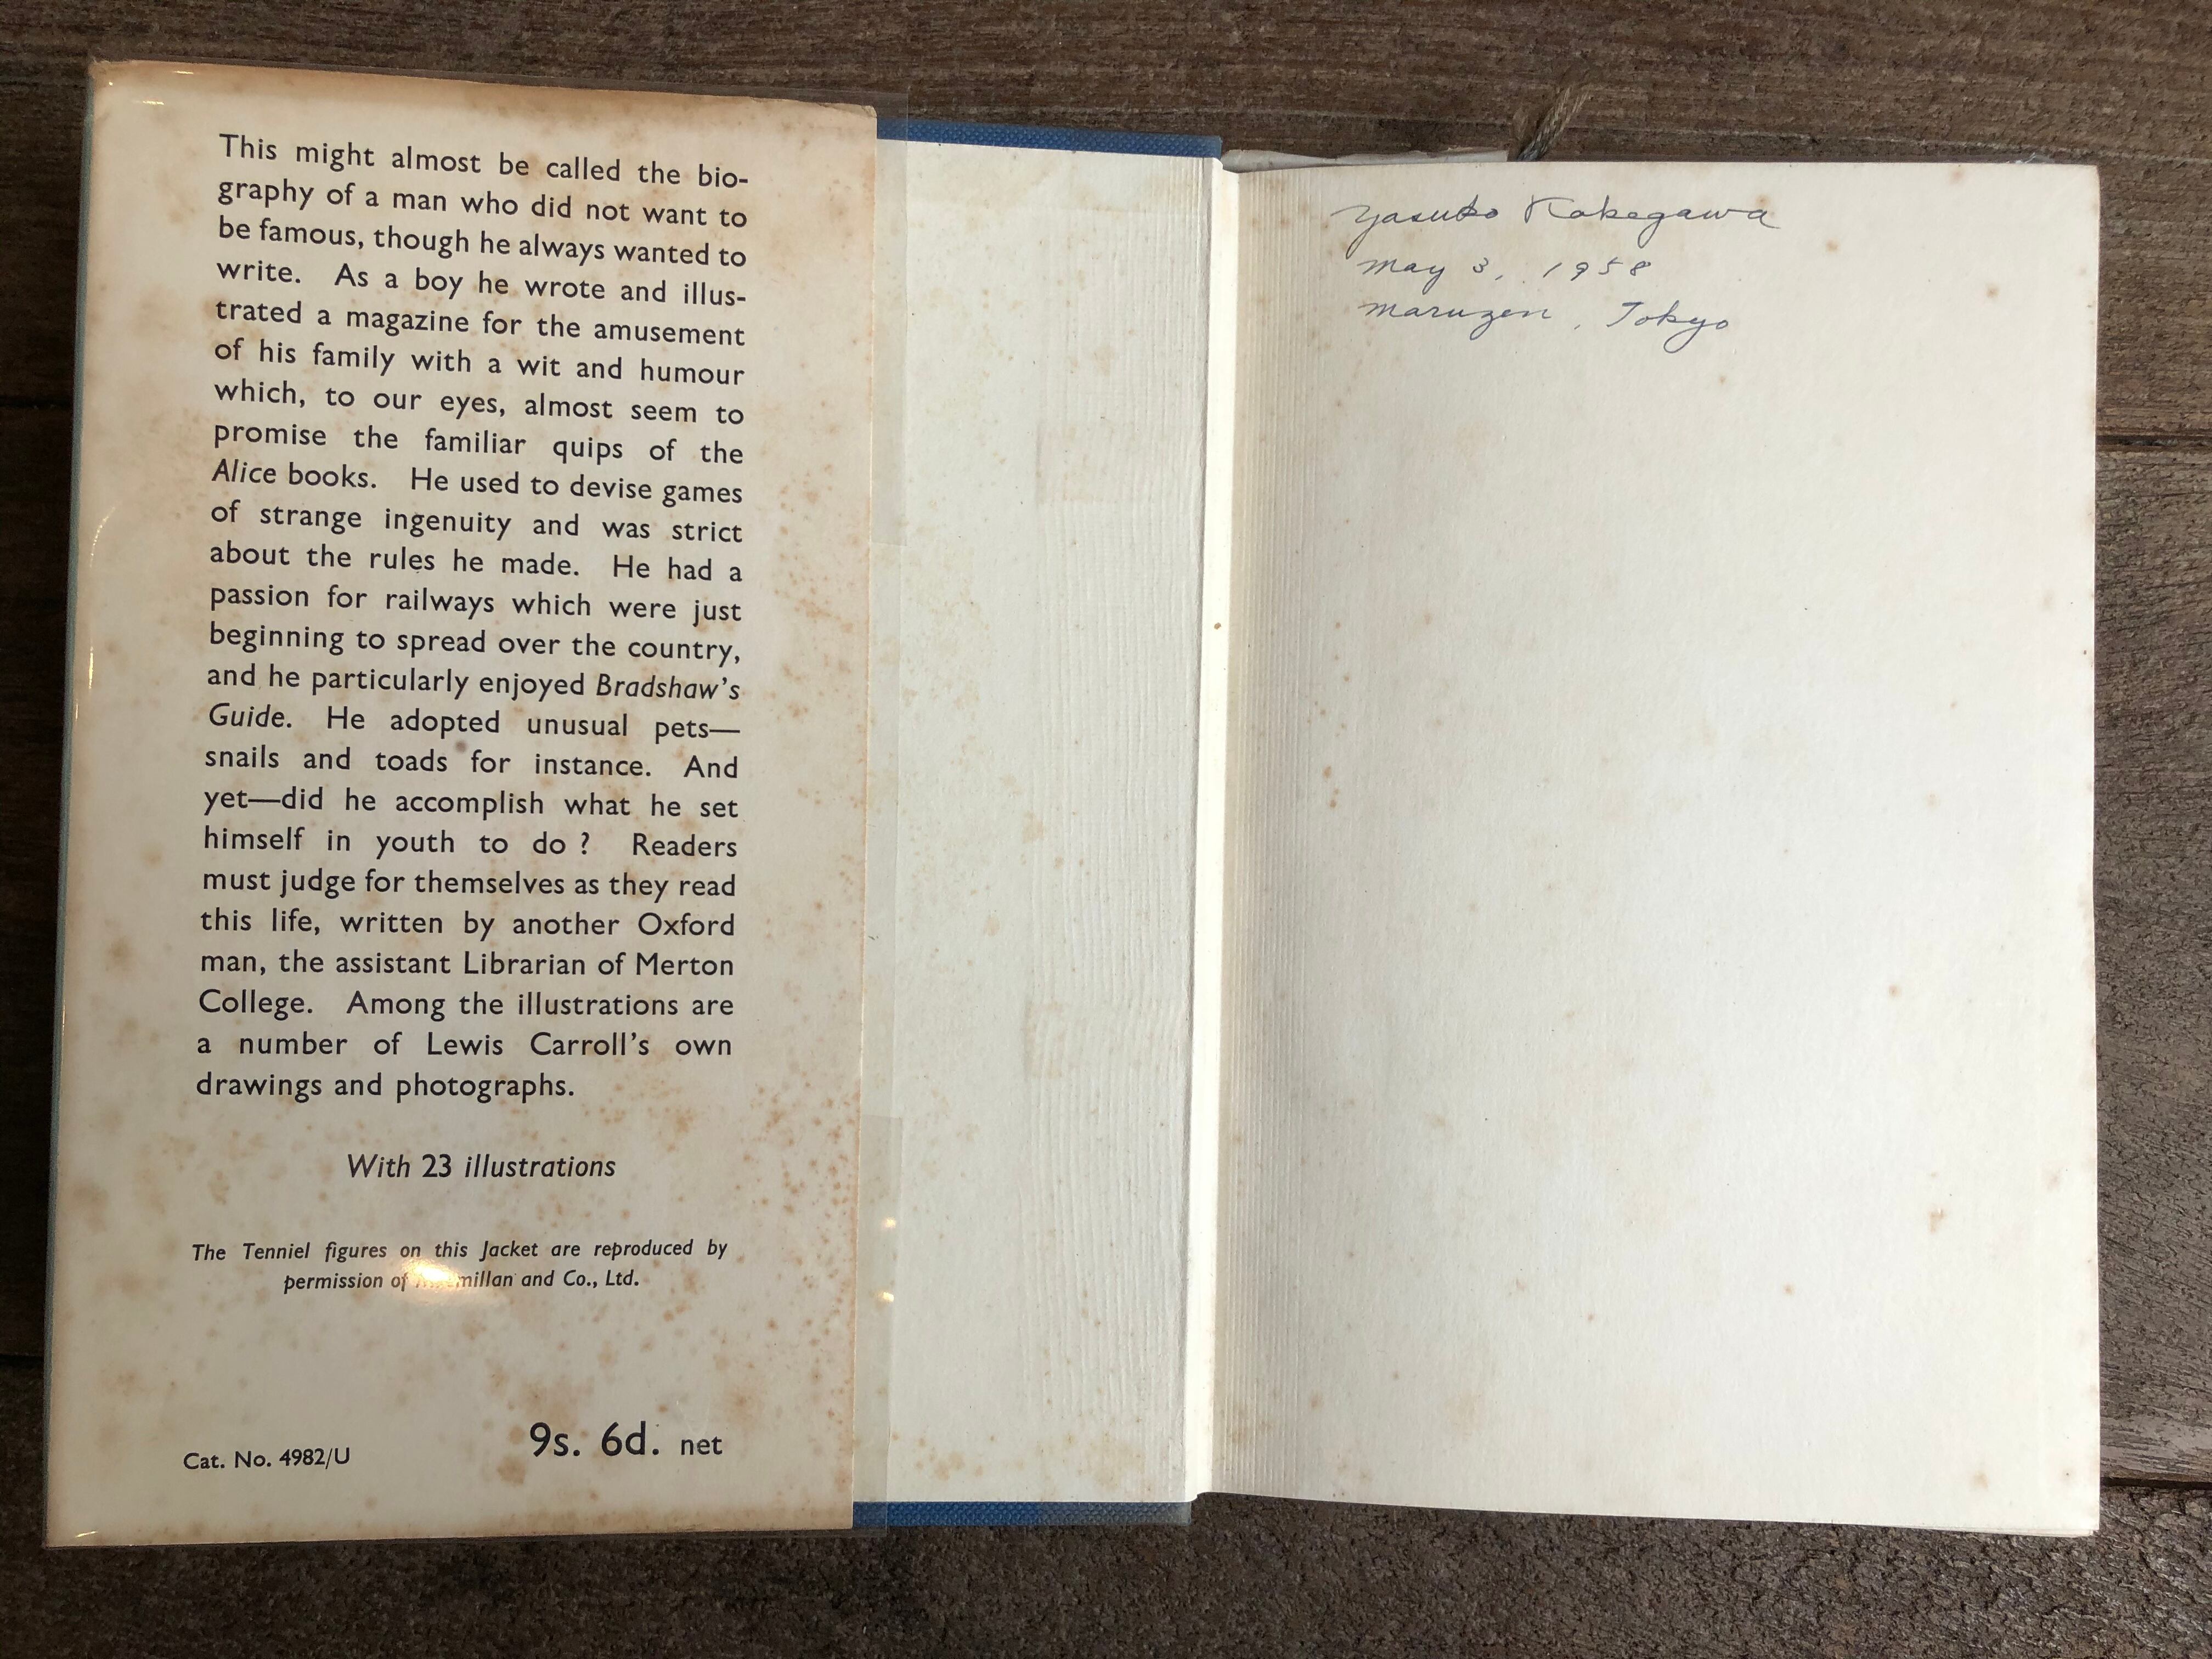 This might almost be called the bio-
graphy of a man who did not want to
be famous, though he always wanted to
write. As a boy he wrote and illus-
trated a magazine for the amusement
of his family with a wit and humour
which, to our eyes, almost seem to
promise the familiar quips of the
Alice books. He used to devise games
of strange ingenuity and was strict
about the rules he made. He had a
passion for railways which were just
beginning to spread over the country,
and he particularly enjoyed Bradshaw's
Guide. He adopted unusual pets—
snails and toads for instance. And
yet—did he accomplish what he set
himself in youth to do ? Readers
must judge for themselves as they read
this life, written by another Oxford
man, the assistant Librarian of Merton
College. Among the illustrations are
a number of Lewis Carroll's own
drawings and photographs.
With 23 illustrations
The Tenniel figures on this Jacket are reproduced by
permission of Macmillan and Co., Ltd.
Cat. No. 4982/U
9s. 6d. net
Yasuko Kakegawa
May 3, 1958
Maruzen, Tokyo